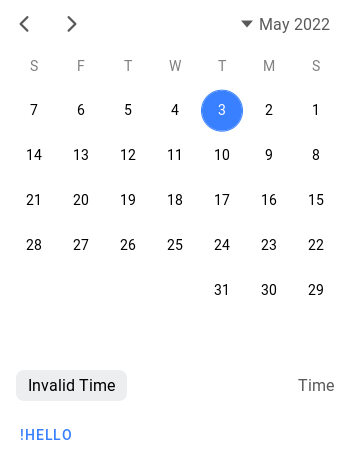 May 2022
S F T W T M S
7 6 5 4 3 2 1
14 13 12 11 10 9 8
21 20 19 18 17 16 15
28 27 26 25 24 23 22
31 30 29
Invalid Time Time
!HELLO